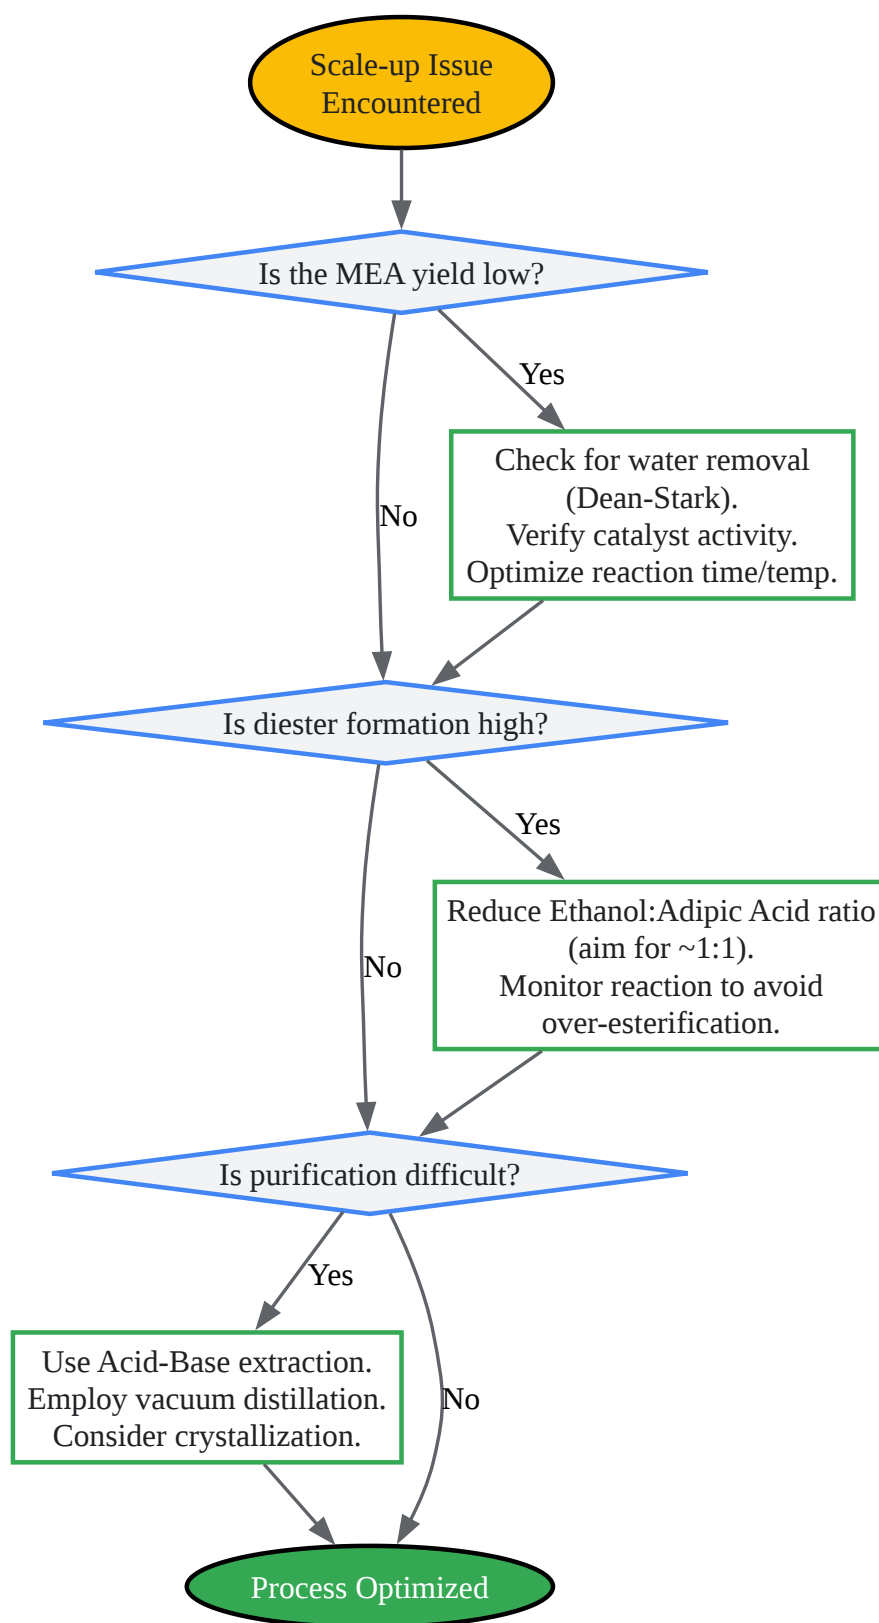 Scale-up Issue
Encountered
Is the MEA yield low?
Yes
No
Check for water removal
(Dean-Stark).
Verify catalyst activity.
Optimize reaction time/temp.
Is diester formation high?
Yes
No
Reduce Ethanol:Adipic Acid ratio
(aim for ~1:1).
Monitor reaction to avoid
over-esterification.
Is purification difficult?
Yes
No
Use Acid-Base extraction.
Employ vacuum distillation.
Consider crystallization.
Process Optimized